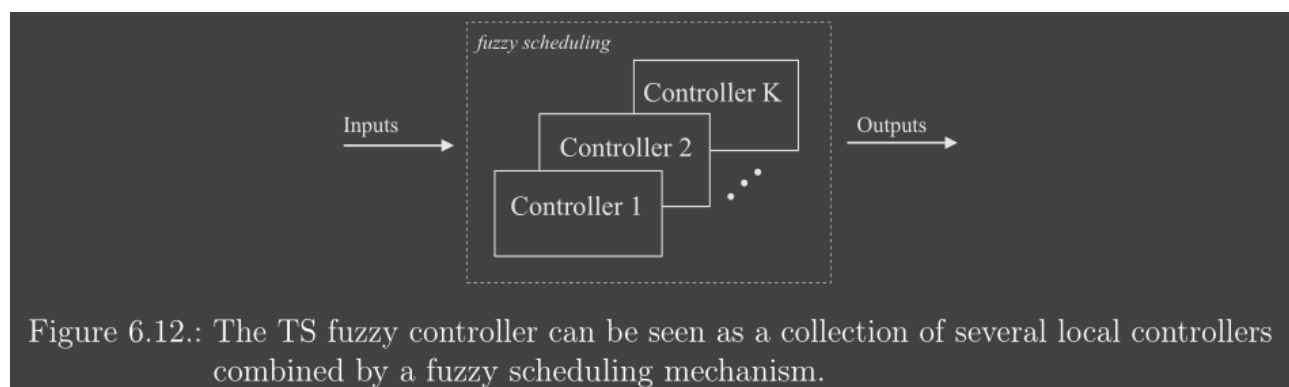 fuzzy scheduling
Controller K
Inputs
Outputs
Controller 2
Controller 1
Figure 6.12.: The TS fuzzy controller can be seen as a collection of several local controllers
combined by a fuzzy scheduling mechanism.